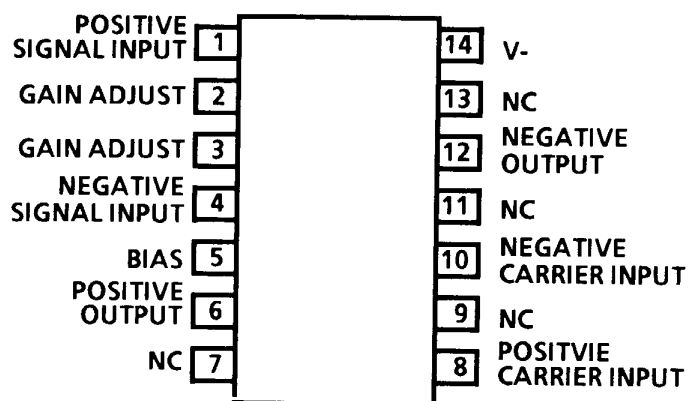 POSITIVE
SIGNAL INPUT 1
GAIN ADJUST 2
GAIN ADJUST 3
NEGATIVE
SIGNAL INPUT 4
BIAS 5
POSITIVE
OUTPUT 6
NC 7
14 V-
13 NC
12 NEGATIVE
OUTPUT
11 NC
10 NEGATIVE
CARRIER INPUT
9 NC
8 POSITVIE
CARRIER INPUT